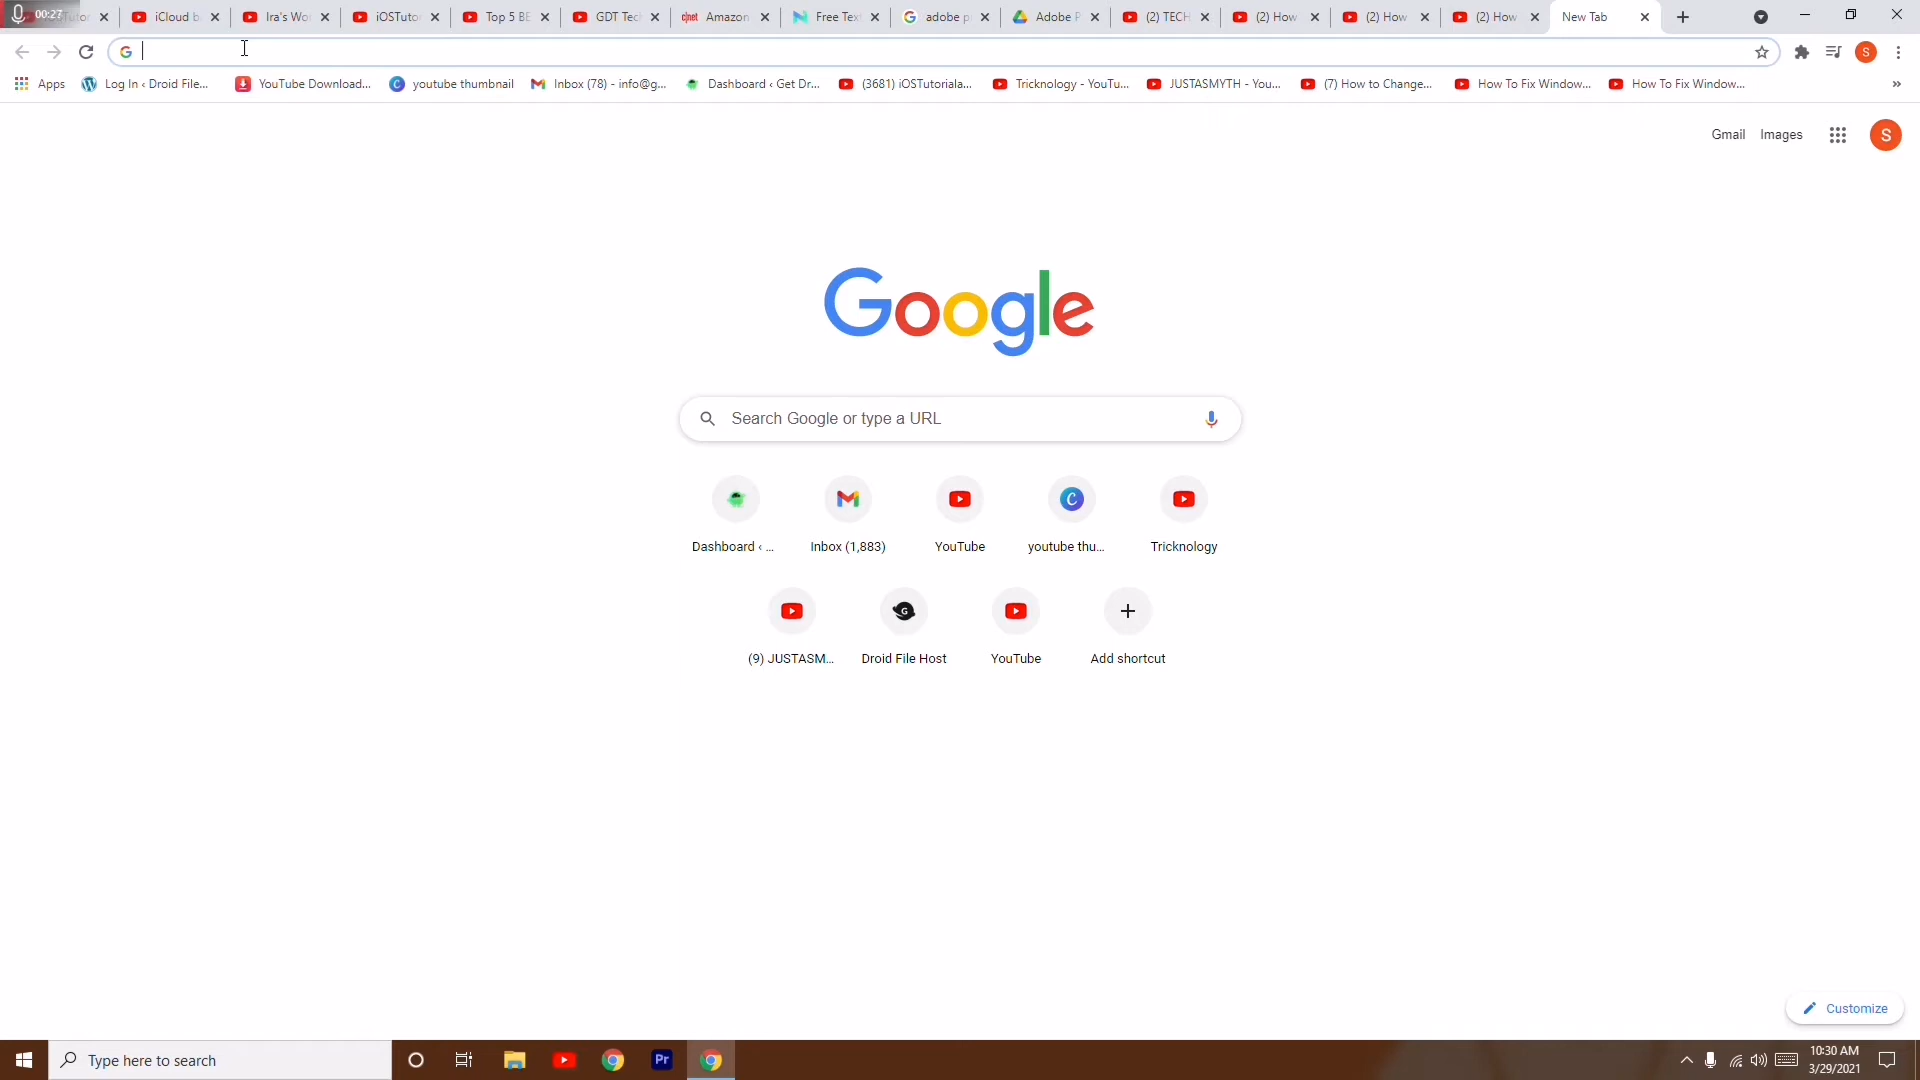 00:27
iCloud b
Ira's Wo
iOSTuto
Top 5 BE
GDT Tec
c|net Amazon
Free Tex
adobe p
Adobe P
(2) TECH
(2) How
(2) How
(2) How
New Tab
S
Apps
Log In ‹ Droid File...
YouTube Download...
youtube thumbnail
Inbox (78) - info@g...
Dashboard ‹ Get Dr...
(3681) iOSTutoriala...
Tricknology - YouTu...
JUSTASMYTH - You...
(7) How to Change...
How To Fix Window...
How To Fix Window...
»
Gmail Images
S
Google
Search Google or type a URL
Dashboard ‹ ...
Inbox (1,883)
YouTube
youtube thu...
Tricknology
(9) JUSTASM...
Droid File Host
YouTube
Add shortcut
Customize
Type here to search
Pr
10:30 AM
3/29/2021